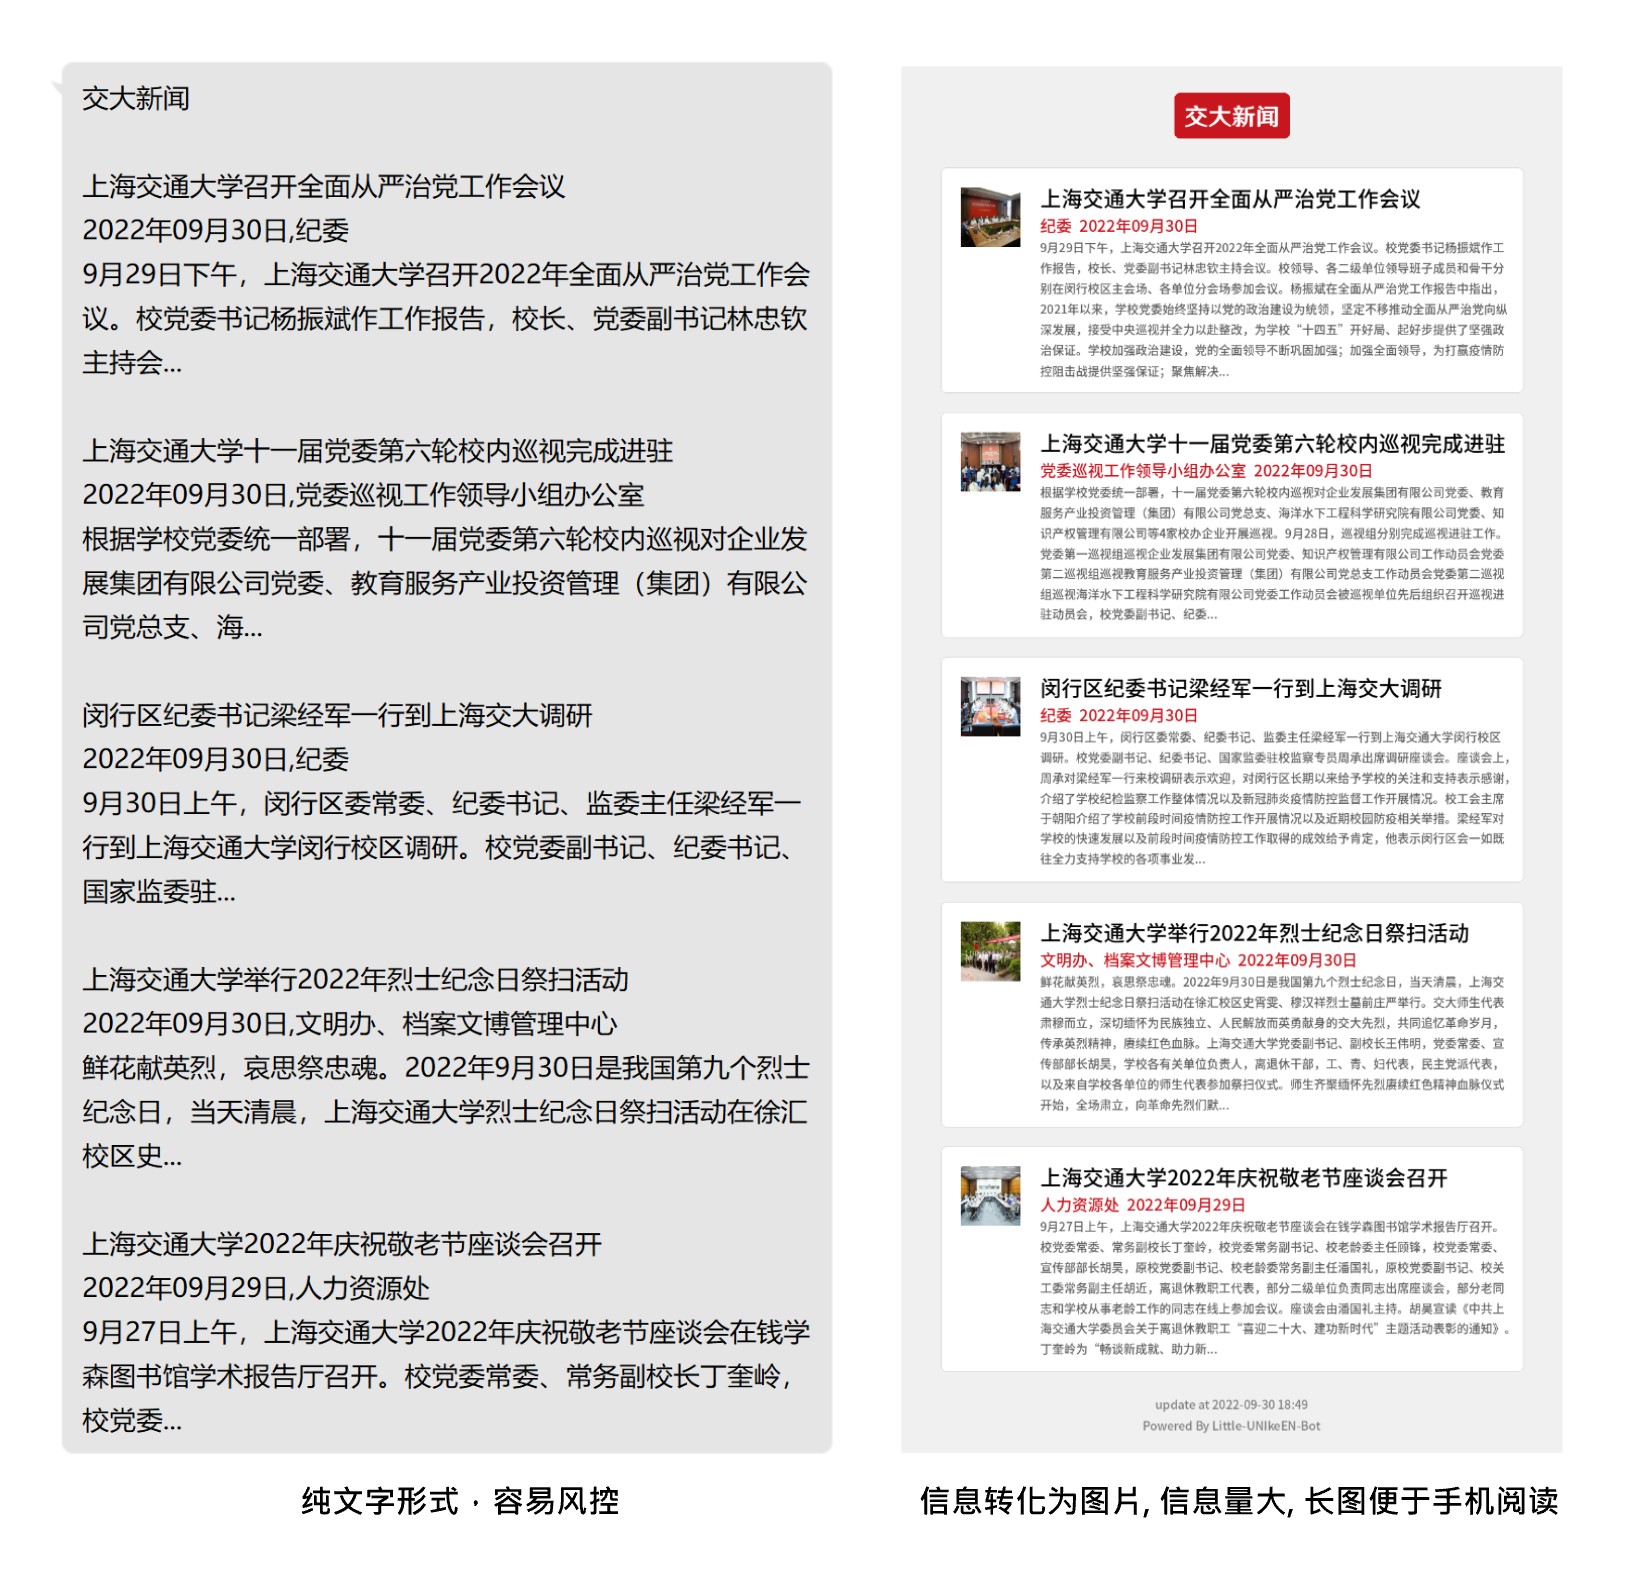 交大新闻
上海交通大学召开全面从严治党工作会议
2022年09月30日,纪委
9月29日下午，上海交通大学召开2022年全面从严治党工作会
议。校党委书记杨振斌作工作报告，校长、党委副书记林忠钦
主持会...
上海交通大学十一届党委第六轮校内巡视完成进驻
2022年09月30日,党委巡视工作领导小组办公室
根据学校党委统一部署，十一届党委第六轮校内巡视对企业发
展集团有限公司党委、教育服务产业投资管理（集团）有限公
司党总支、海...
闵行区纪委书记梁经军一行到上海交大调研
2022年09月30日,纪委
9月30日上午，闵行区委常委、纪委书记、监委主任梁经军一
行到上海交通大学闵行校区调研。校党委副书记、纪委书记、
国家监委驻...
上海交通大学举行2022年烈士纪念日祭扫活动
2022年09月30日,文明办、档案文博管理中心
鲜花献英烈，哀思祭忠魂。2022年9月30日是我国第九个烈士
纪念日，当天清晨，上海交通大学烈士纪念日祭扫活动在徐汇
校区史...
上海交通大学2022年庆祝敬老节座谈会召开
2022年09月29日,人力资源处
9月27日上午，上海交通大学2022年庆祝敬老节座谈会在钱学
森图书馆学术报告厅召开。校党委常委、常务副校长丁奎岭，
校党委...
纯文字形式·容易风控
交大新闻
上海交通大学召开全面从严治党工作会议
纪委 2022年09月30日
9月29日下午，上海交通大学召开2022年全面从严治党工作会议。校党委书记杨振斌作工
作报告，校长、党委副书记林忠钦主持会议。校领导、各二级单位领导班子成员和骨干分
别在闵行校区主会场、各单位分会场参加会议。杨振斌在全面从严治党工作报告中指出，
2021年以来，学校党委始终坚持以党的政治建设为统领，坚定不移推动全面从严治党向纵
深发展，接受中央巡视并全力以赴整改，为学校“十四五”开好局、起好步提供了坚强政
治保证。学校加强政治建设，党的全面领导不断巩固加强；加强全面领导，为打赢疫情防
控阻击战提供坚强保证；聚焦解决...
上海交通大学十一届党委第六轮校内巡视完成进驻
党委巡视工作领导小组办公室 2022年09月30日
根据学校党委统一部署，十一届党委第六轮校内巡视对企业发展集团有限公司党委、教育
服务产业投资管理（集团）有限公司党总支、海洋水下工程科学研究院有限公司党委、知
识产权管理有限公司等4家校办企业开展巡视。9月28日，巡视组分别完成巡视进驻工作。
党委第一巡视组巡视企业发展集团有限公司党委、知识产权管理有限公司工作动员会党委
第二巡视组巡视教育服务产业投资管理（集团）有限公司党总支工作动员会党委第二巡视
组巡视海洋水下工程科学研究院有限公司党委工作动员会被巡视单位先后组织召开巡视进
驻动员会，校党委副书记、纪委...
闵行区纪委书记梁经军一行到上海交大调研
纪委 2022年09月30日
9月30日上午，闵行区委常委、纪委书记、监委主任梁经军一行到上海交通大学闵行校区
调研。校党委副书记、纪委书记、国家监委驻校监察专员周承出席调研座谈会。座谈会上，
周承对梁经军一行来校调研表示欢迎，对闵行区长期以来给予学校的关注和支持表示感谢，
介绍了学校纪检监察工作整体情况以及新冠肺炎疫情防控监督工作开展情况。校工会主席
于朝阳介绍了学校前段时间疫情防控工作开展情况以及近期校园防疫相关举措。梁经军对
学校的快速发展以及前段时间疫情防控工作取得的成效给予肯定，他表示闵行区会一如既
往全力支持学校的各项事业发...
上海交通大学举行2022年烈士纪念日祭扫活动
文明办、档案文博管理中心 2022年09月30日
鲜花献英烈，哀思祭忠魂。2022年9月30日是我国第九个烈士纪念日，当天清晨，上海交
通大学烈士纪念日祭扫活动在徐汇校区史霄雯、穆汉祥烈士墓前庄严举行。交大师生代表
肃穆而立，深切缅怀为民族独立、人民解放而英勇献身的交大先烈，共同追忆革命岁月，
传承英烈精神，赓续红色血脉。上海交通大学党委副书记、副校长王伟明，党委常委、宣
传部部长胡昊，学校各有关单位负责人，离退休干部，工、青、妇代表，民主党派代表，
以及来自学校各单位的师生代表参加祭扫仪式。师生齐聚缅怀先烈赓续红色精神血脉仪式
开始，全场肃立，向革命先烈们默...
上海交通大学2022年庆祝敬老节座谈会召开
人力资源处 2022年09月29日
9月27日上午，上海交通大学2022年庆祝敬老节座谈会在钱学森图书馆学术报告厅召开。
校党委常委、常务副校长丁奎岭，校党委常务副书记、校老龄委主任顾锋，校党委常委、
宣传部部长胡昊，原校党委副书记、校老龄委常务副主任潘国礼，原校党委副书记、校关
工委常务副主任胡近，离退休教职工代表，部分二级单位负责同志出席座谈会，部分老同
志和学校从事老龄工作的同志在线上参加会议。座谈会由潘国礼主持。胡昊宣读《中共上
海交通大学委员会关于离退休教职工“喜迎二十大、建功新时代”主题活动表彰的通知》。
丁奎岭为“畅谈新成就、助力新...
update at 2022-09-30 18:49
Powered By Little-UNIkeEN-Bot
信息转化为图片, 信息量大, 长图便于手机阅读